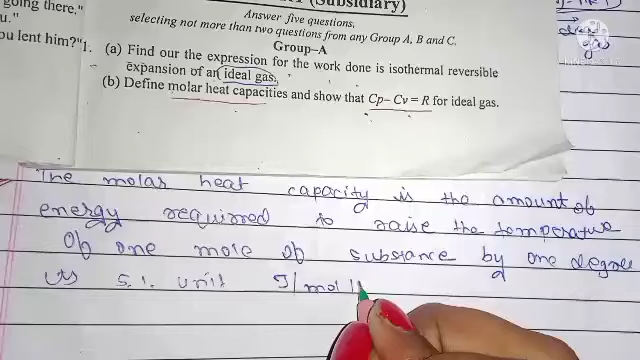 going there,"
u."
ou lent him?"
(Subsidiary)
Answer five questions,
selecting not more than two questions from any Group A, B and C.
Group–A
1. (a) Find our the expression for the work done is isothermal reversible
expansion of an ideal gas.
(b) Define molar heat capacities and show that Cp– Cv = R for ideal gas.
gas
The molar heat capacity is the amount of
energy required to raise the temperature
Of one mole of substance by one degree
Its S.I. unit J/mol